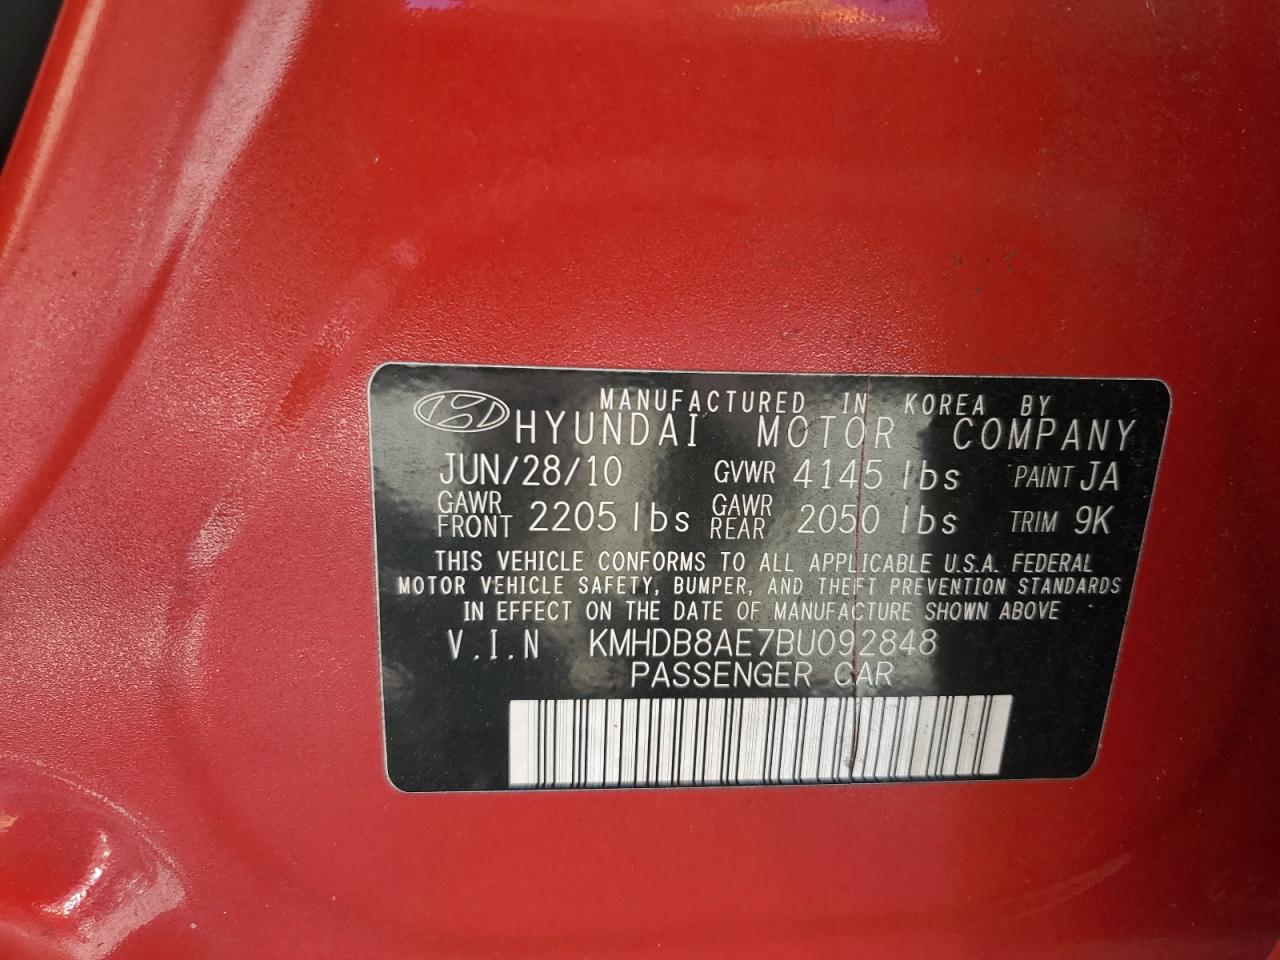 MANUFACTURED IN KOREA BY
HYUNDAI MOTOR COMPANY
JUN/28/10 GVWR 4145 lbs PAINT JA
GAWR FRONT 2205 lbs GAWR REAR 2050 lbs TRIM 9K
THIS VEHICLE CONFORMS TO ALL APPLICABLE U.S.A. FEDERAL
MOTOR VEHICLE SAFETY, BUMPER, AND THEFT PREVENTION STANDARDS
IN EFFECT ON THE DATE OF MANUFACTURE SHOWN ABOVE
V.I.N KMHDB8AE7BU092848
PASSENGER CAR